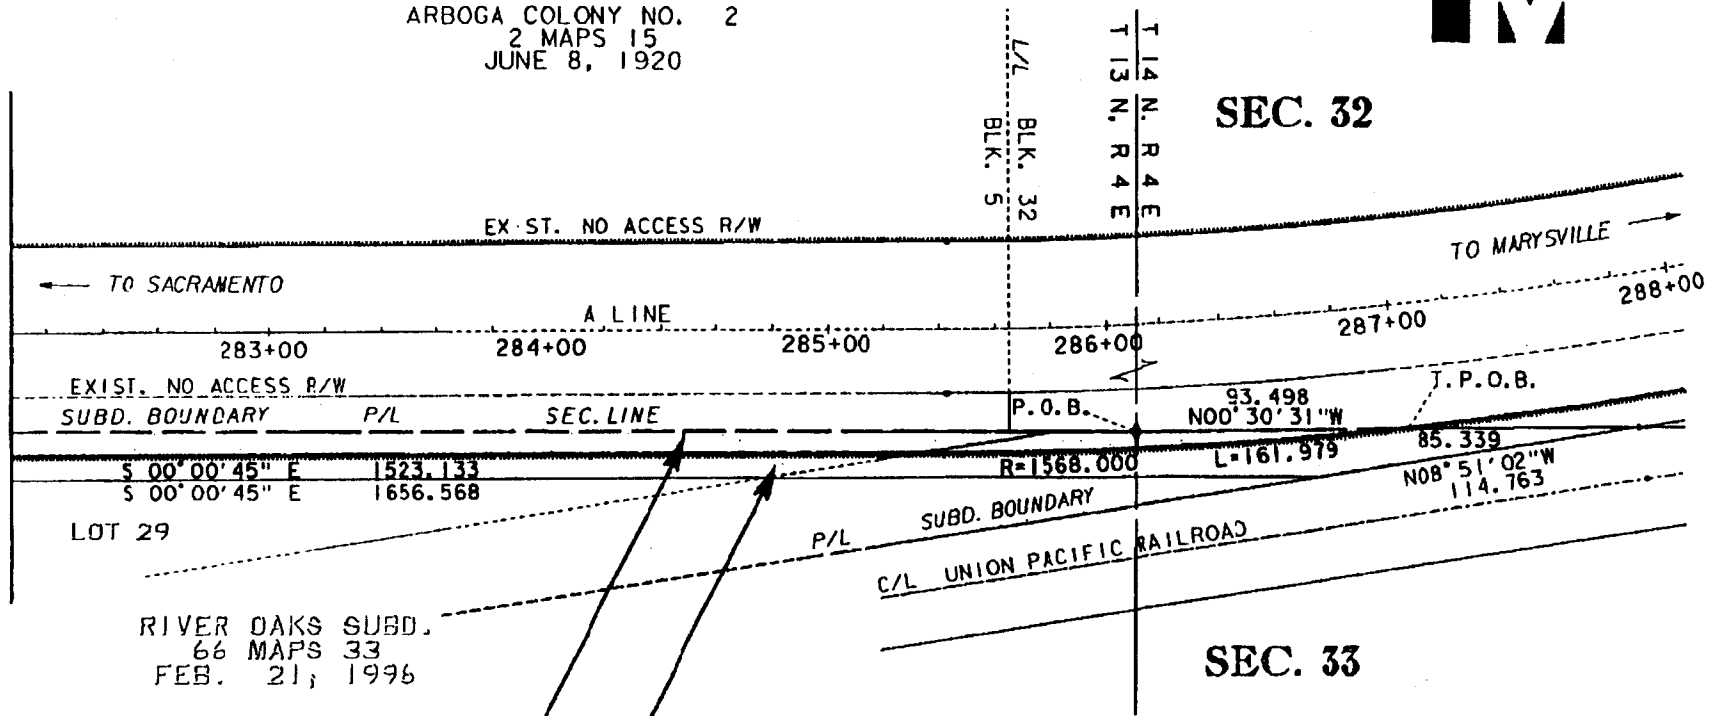 ARBOGA COLONY NO. 2
2 MAPS 15
JUNE 8, 1920
L/L BLK. 32
BLK. 5
T 14 N. R 4 E
T 13 N, R 4 E
SEC. 32
EX ST. NO ACCESS R/W
TO MARYSVILLE
TO SACRAMENTO
A LINE
283+00
284+00
285+00
286+00
287+00
288+00
EXIST. NO ACCESS R/W
SUBD. BOUNDARY P/L SEC. LINE
P.O.B.
93.498
N00°30'31"W
T.P.O.B.
S 00°00'45" E 1523.133
S 00°00'45" E 1656.568
R=1568.000
L=161.979
85.339
N08°51'02"W
114.763
LOT 29
P/L SUBD. BOUNDARY
C/L UNION PACIFIC RAILROAD
RIVER OAKS SUBD.
66 MAPS 33
FEB. 21, 1996
SEC. 33